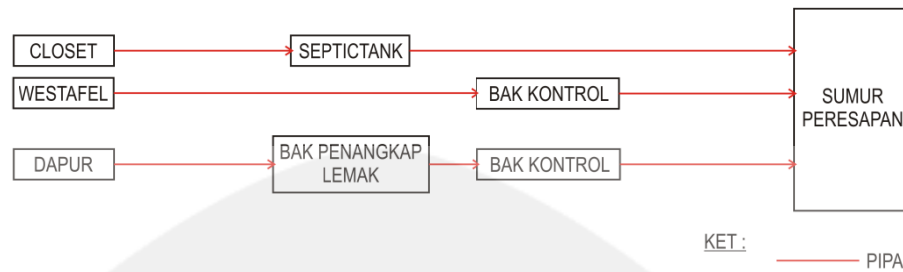 CLOSET
SEPTICTANK
WESTAFEL
BAK KONTROL
SUMUR
PERESAPAN
DAPUR
BAK PENANGKAP
LEMAK
BAK KONTROL
KET :
PIPA